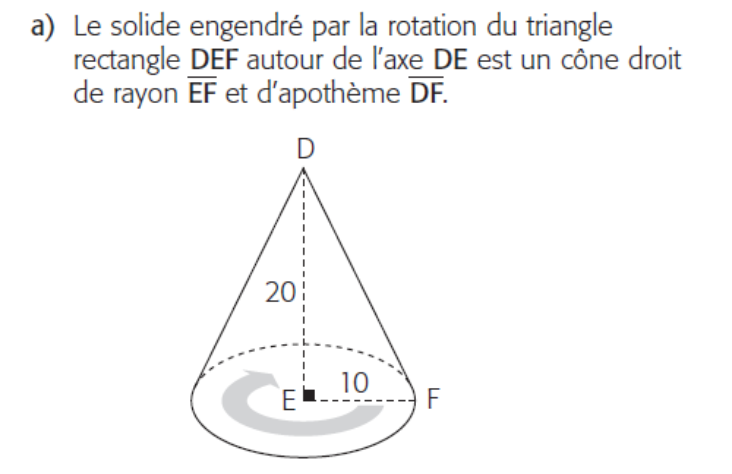 a) Le solide engendré par la rotation du triangle
rectangle DEF autour de l'axe DE est un cône droit
de rayon EF et d'apothème DF.
D
20
10
E
F